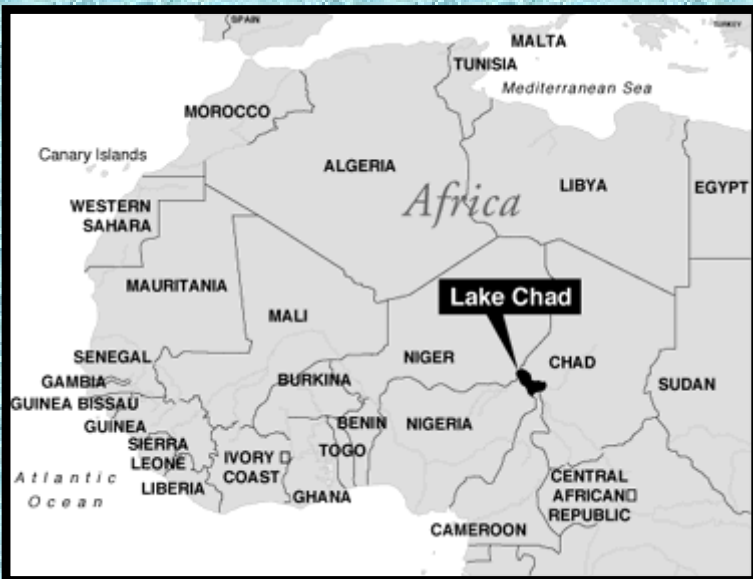 SPAIN
TURKEY
MALTA
TUNISIA
Mediterranean Sea
MOROCCO
Canary Islands
ALGERIA
LIBYA
EGYPT
Africa
WESTERN
SAHARA
MAURITANIA
MALI
Lake Chad
NIGER
CHAD
SENEGAL
GAMBIA
BURKINA
SUDAN
GUINEA BISSAU
GUINEA
BENIN
NIGERIA
SIERRA
LEONE
IVORY
COAST
TOGO
Atlantic
Ocean
LIBERIA
GHANA
CENTRAL
AFRICAN
REPUBLIC
CAMEROON